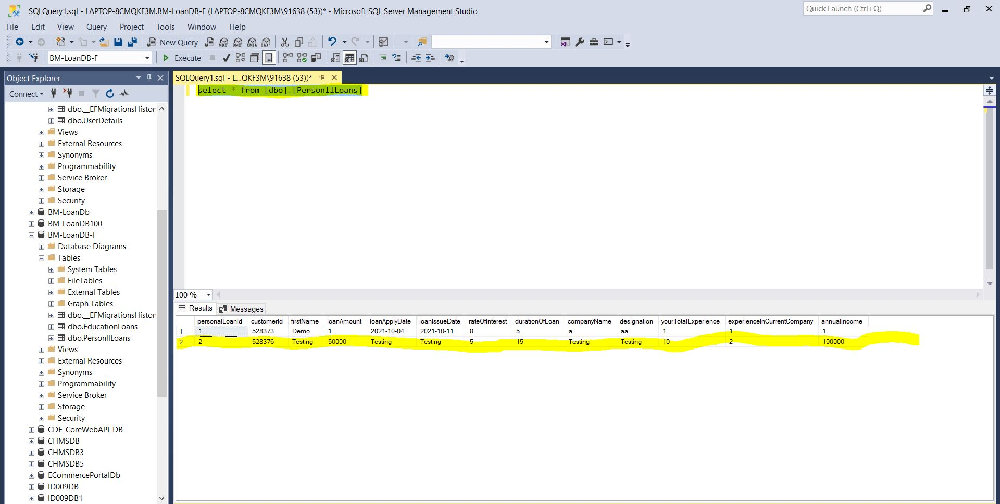 SQLQuery1.sql - LAPTOP-8CMQKF3M.BM-LoanDB-F (LAPTOP-8CMQKF3M\91638 (53))* - Microsoft SQL Server Management Studio
Quick Launch (Ctrl+Q)
File Edit View Query Project Tools Window Help
New Query MDX DMX XMLA DAX
BM-LoanDB-F Execute
Object Explorer
Connect
dbo.__EFMigrationsHistory
dbo.UserDetails
Views
External Resources
Synonyms
Programmability
Service Broker
Storage
Security
BM-LoanDb
BM-LoanDB100
BM-LoanDB-F
Database Diagrams
Tables
System Tables
FileTables
External Tables
Graph Tables
dbo.__EFMigrationsHistory
dbo.EducationLoans
dbo.PersonllLoans
Views
External Resources
Synonyms
Programmability
Service Broker
Storage
Security
CDE_CoreWebAPI_DB
CHMSDB
CHMSDB3
CHMSDB5
ECommercePortalDb
ID009DB
ID009DB1
SQLQuery1.sql - L...QKF3M\91638 (53))*
select * from [dbo].[PersonllLoans]
100 %
Results Messages
personalLoanId customerId firstName loanAmount loanApplyDate loanIssueDate rateOfInterest durationOfLoan companyName designation yourTotalExperience experienceInCurrentCompany annualIncome
1 1 528373 Demo 1 2021-10-04 2021-10-11 8 5 a aa 1 1 1
2 2 528376 Testing 50000 Testing Testing 5 15 Testing Testing 10 2 100000